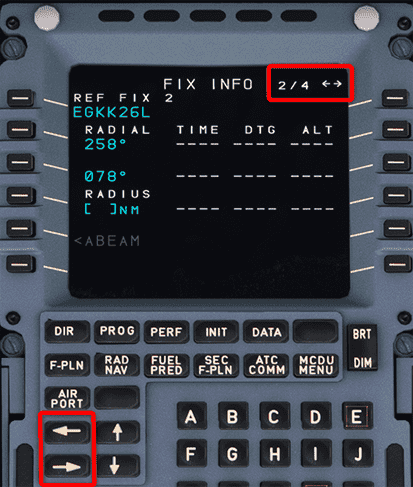 FIX INFO 2/4 ←→
REF FIX 2
EGKK26L
RADIAL TIME DTG ALT
258° ---- ---- ----
078° ---- ---- ----
RADIUS
[ ]NM ---- ---- ----
<ABEAM
DIR PROG PERF INIT DATA
BRT
DIM
F-PLN RAD NAV FUEL PRED SEC F-PLN ATC COMM MCDU MENU
AIR PORT
← ↑
A B C D E
→ ↓
F G H I J